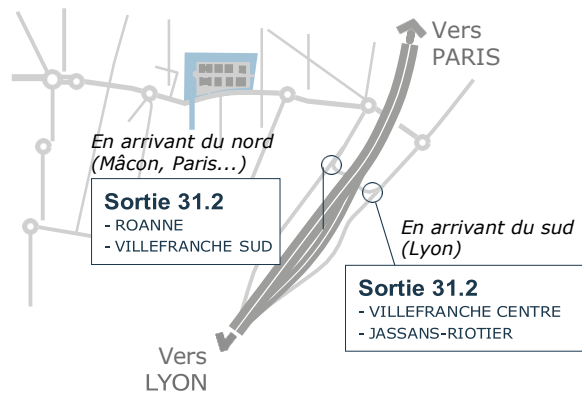 Vers
PARIS
En arrivant du nord
(Mâcon, Paris...)
Sortie 31.2
- ROANNE
- VILLEFRANCHE SUD
En arrivant du sud
(Lyon)
Sortie 31.2
- VILLEFRANCHE CENTRE
- JASSANS-RIOTIER
Vers
LYON